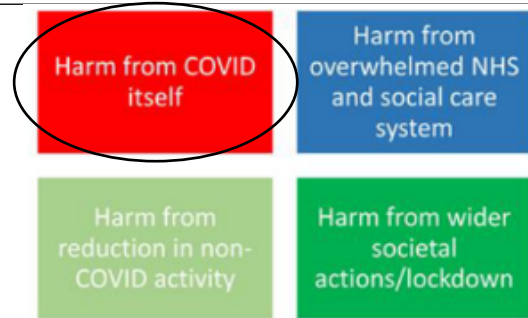 Harm from COVID
itself
Harm from
overwhelmed NHS
and social care
system
Harm from
reduction in non-
COVID activity
Harm from wider
societal
actions/lockdown